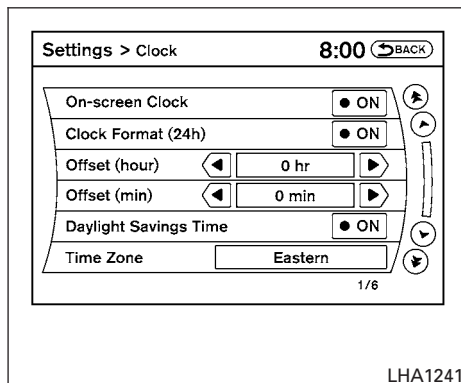 Settings > Clock 8:00 BACK
On-screen Clock ON
Clock Format (24h) ON
Offset (hour) 0 hr
Offset (min) 0 min
Daylight Savings Time ON
Time Zone Eastern
1/6
LHA1241